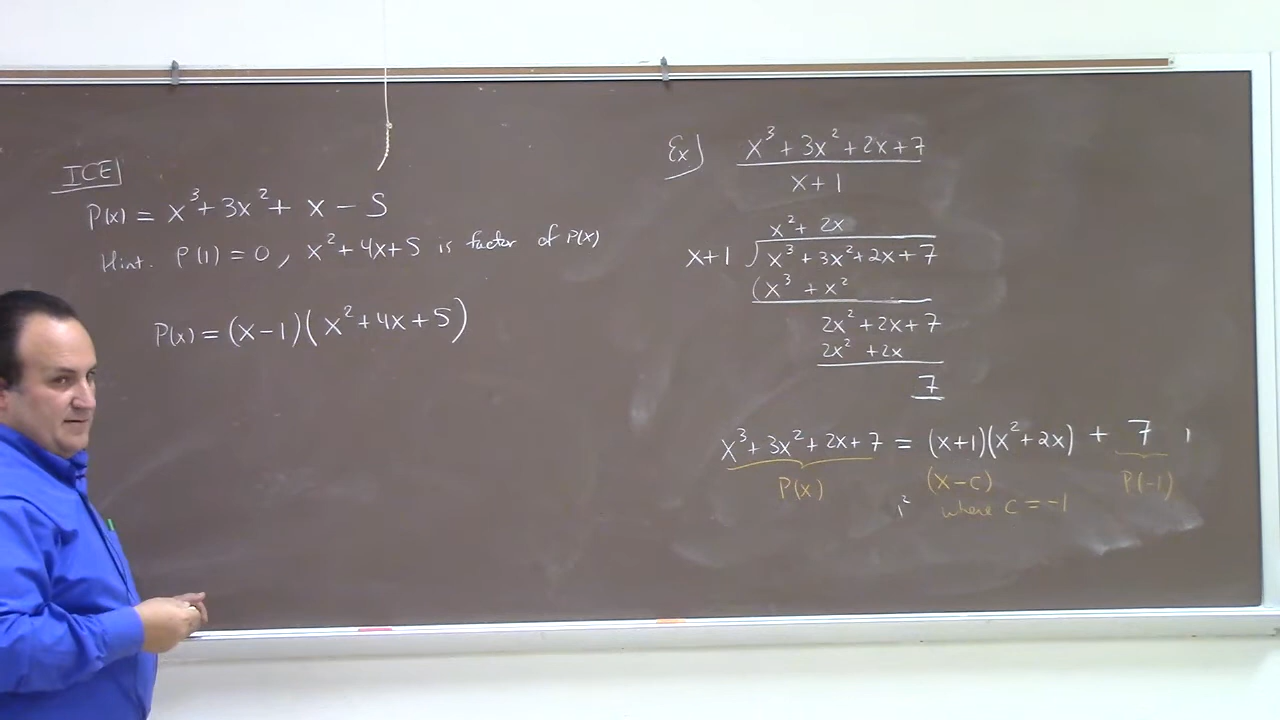 ICE
P(x) = x³ + 3x² + x - 5
Hint. P(1) = 0, x² + 4x + 5 is factor of P(x)
P(x) = (x-1)(x² + 4x + 5)
Ex) x³ + 3x² + 2x + 7
x + 1
x² + 2x
x+1 ) x³ + 3x² + 2x + 7
(x³ + x²
2x² + 2x + 7
2x² + 2x
7
x³ + 3x² + 2x + 7 = (x+1)(x² + 2x) + 7
P(x) (x-c) P(-1)
i² where c = -1